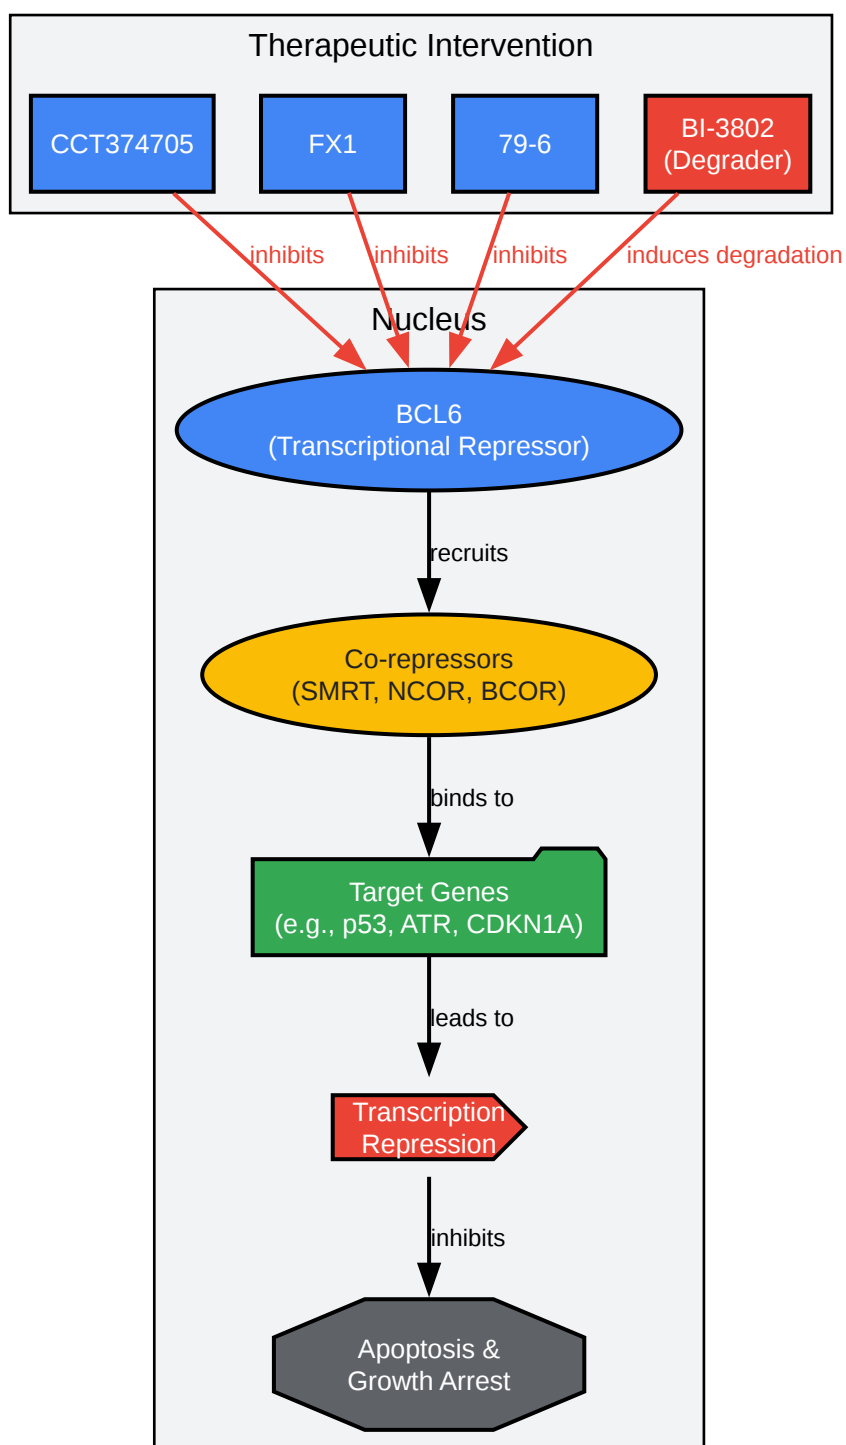 Therapeutic Intervention
CCT374705
FX1
79-6
BI-3802
(Degrader)
inhibits
inhibits
inhibits
induces degradation
Nucleus
BCL6
(Transcriptional Repressor)
recruits
Co-repressors
(SMRT, NCOR, BCOR)
binds to
Target Genes
(e.g., p53, ATR, CDKN1A)
leads to
Transcription
Repression
inhibits
Apoptosis &
Growth Arrest